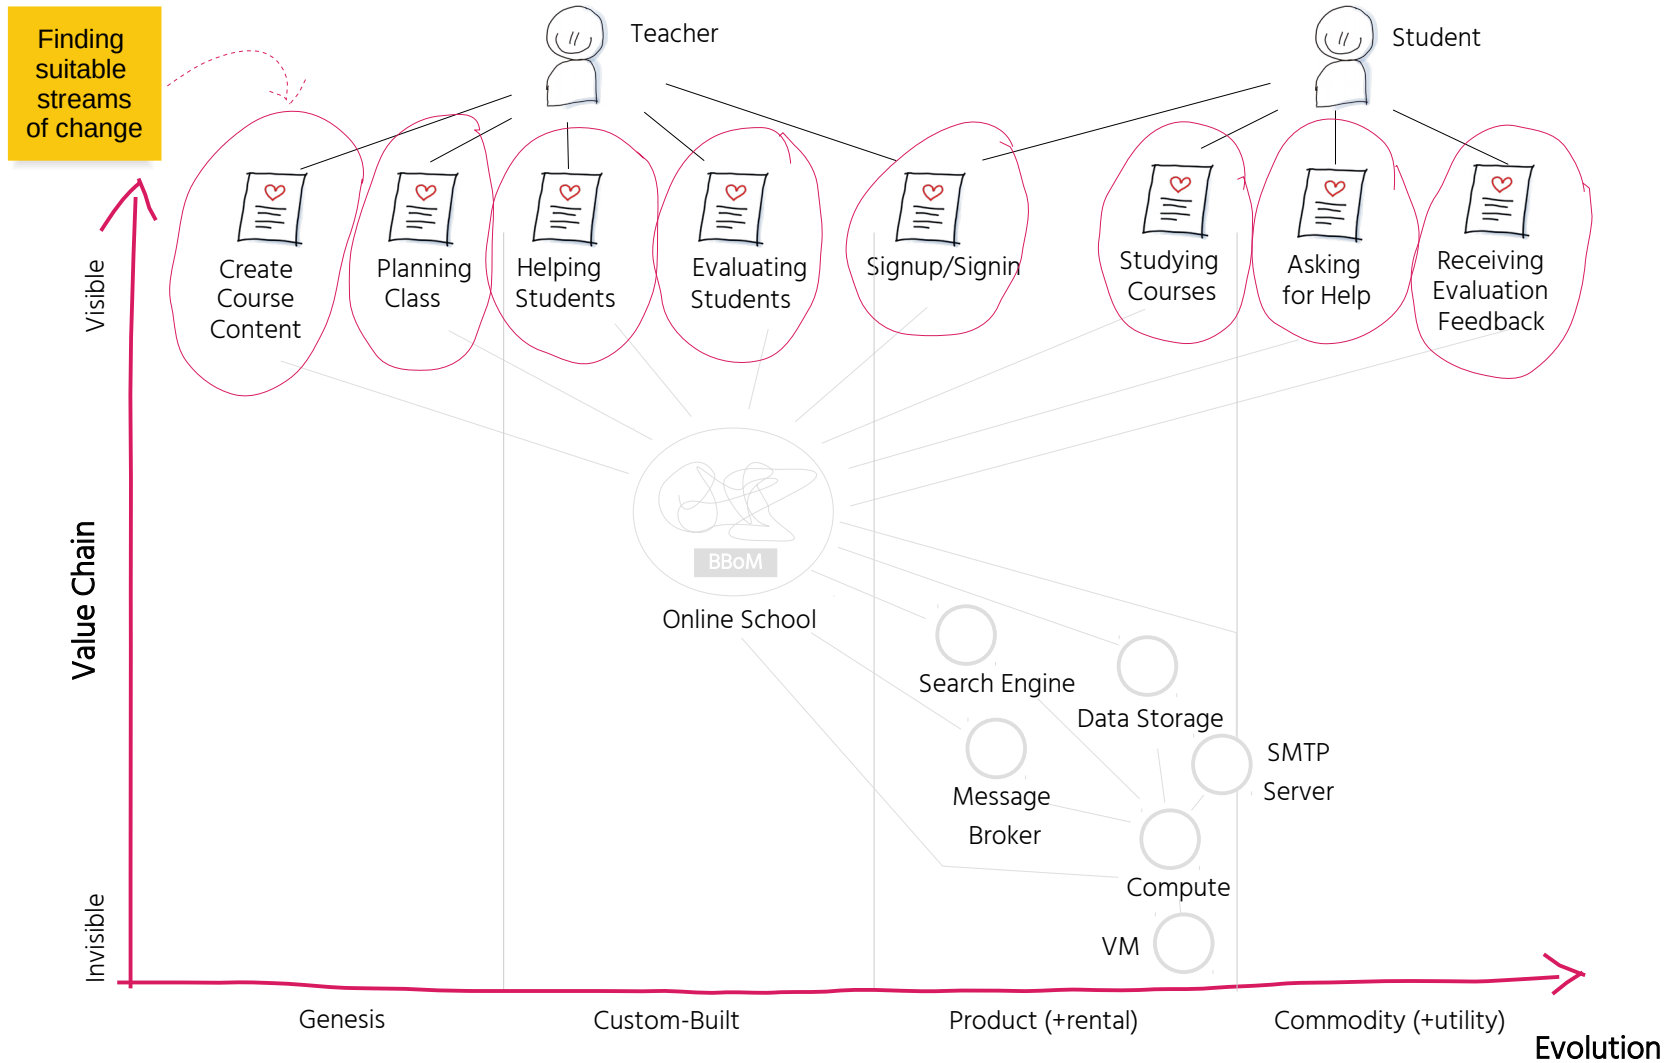 Finding
suitable
streams
of change
Teacher
Student
Create
Course
Content
Planning
Class
Helping
Students
Evaluating
Students
Signup/Signin
Studying
Courses
Asking
for Help
Receiving
Evaluation
Feedback
Visible
Value Chain
Invisible
BBoM
Online School
Search Engine
Data Storage
Message
Broker
SMTP
Server
Compute
VM
Genesis
Custom-Built
Product (+rental)
Commodity (+utility)
Evolution